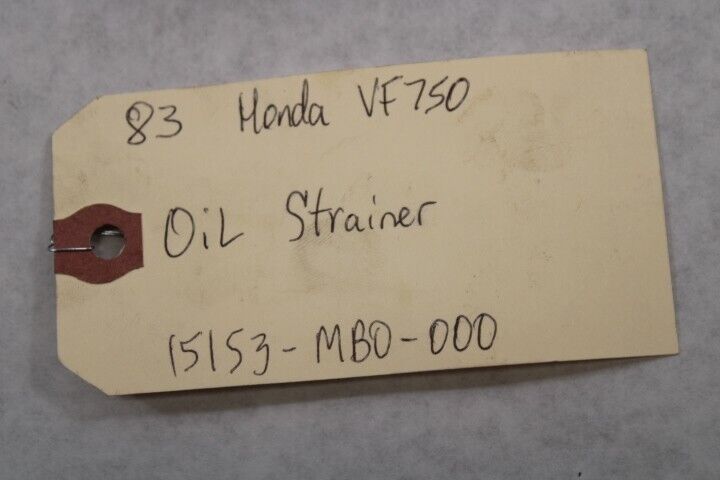 83 Honda VF750
OiL Strainer
15153-MB0-000